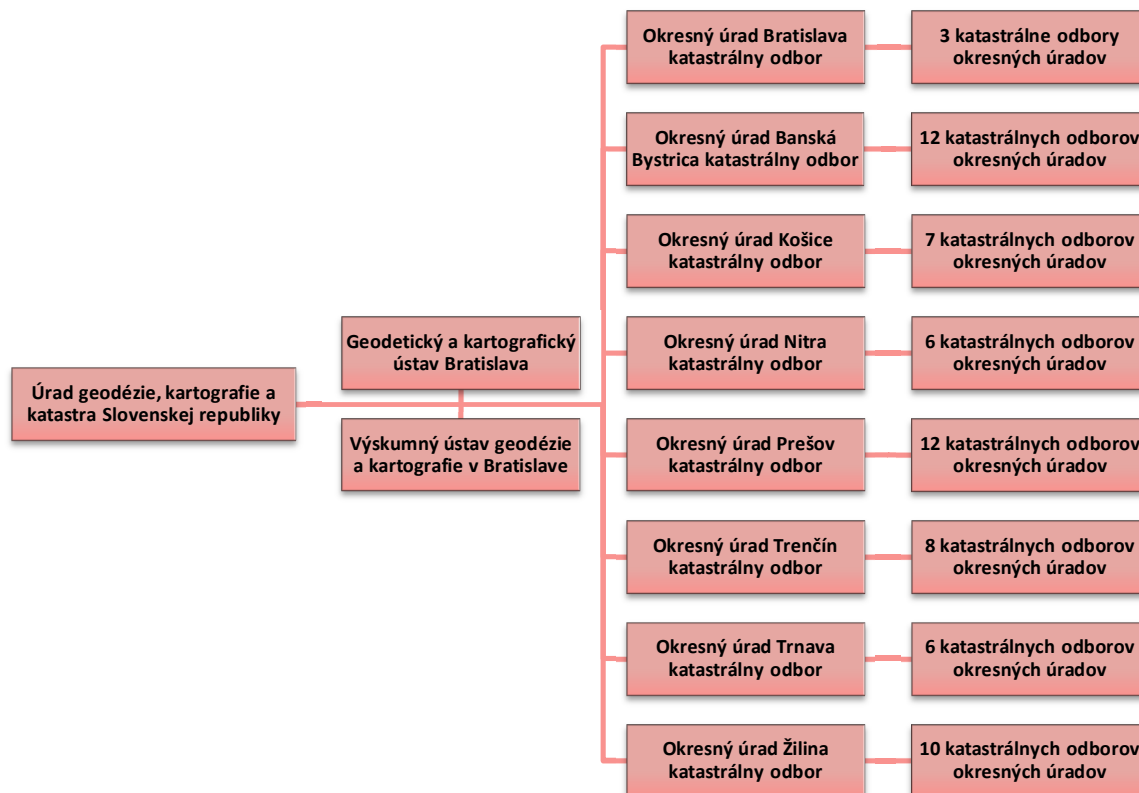 Úrad geodézie, kartografie a
katastra Slovenskej republiky
Geodetický a kartografický
ústav Bratislava
Výskumný ústav geodézie
a kartografie v Bratislave
Okresný úrad Bratislava
katastrálny odbor
3 katastrálne odbory
okresných úradov
Okresný úrad Banská
Bystrica katastrálny odbor
12 katastrálnych odborov
okresných úradov
Okresný úrad Košice
katastrálny odbor
7 katastrálnych odborov
okresných úradov
Okresný úrad Nitra
katastrálny odbor
6 katastrálnych odborov
okresných úradov
Okresný úrad Prešov
katastrálny odbor
12 katastrálnych odborov
okresných úradov
Okresný úrad Trenčín
katastrálny odbor
8 katastrálnych odborov
okresných úradov
Okresný úrad Trnava
katastrálny odbor
6 katastrálnych odborov
okresných úradov
Okresný úrad Žilina
katastrálny odbor
10 katastrálnych odborov
okresných úradov